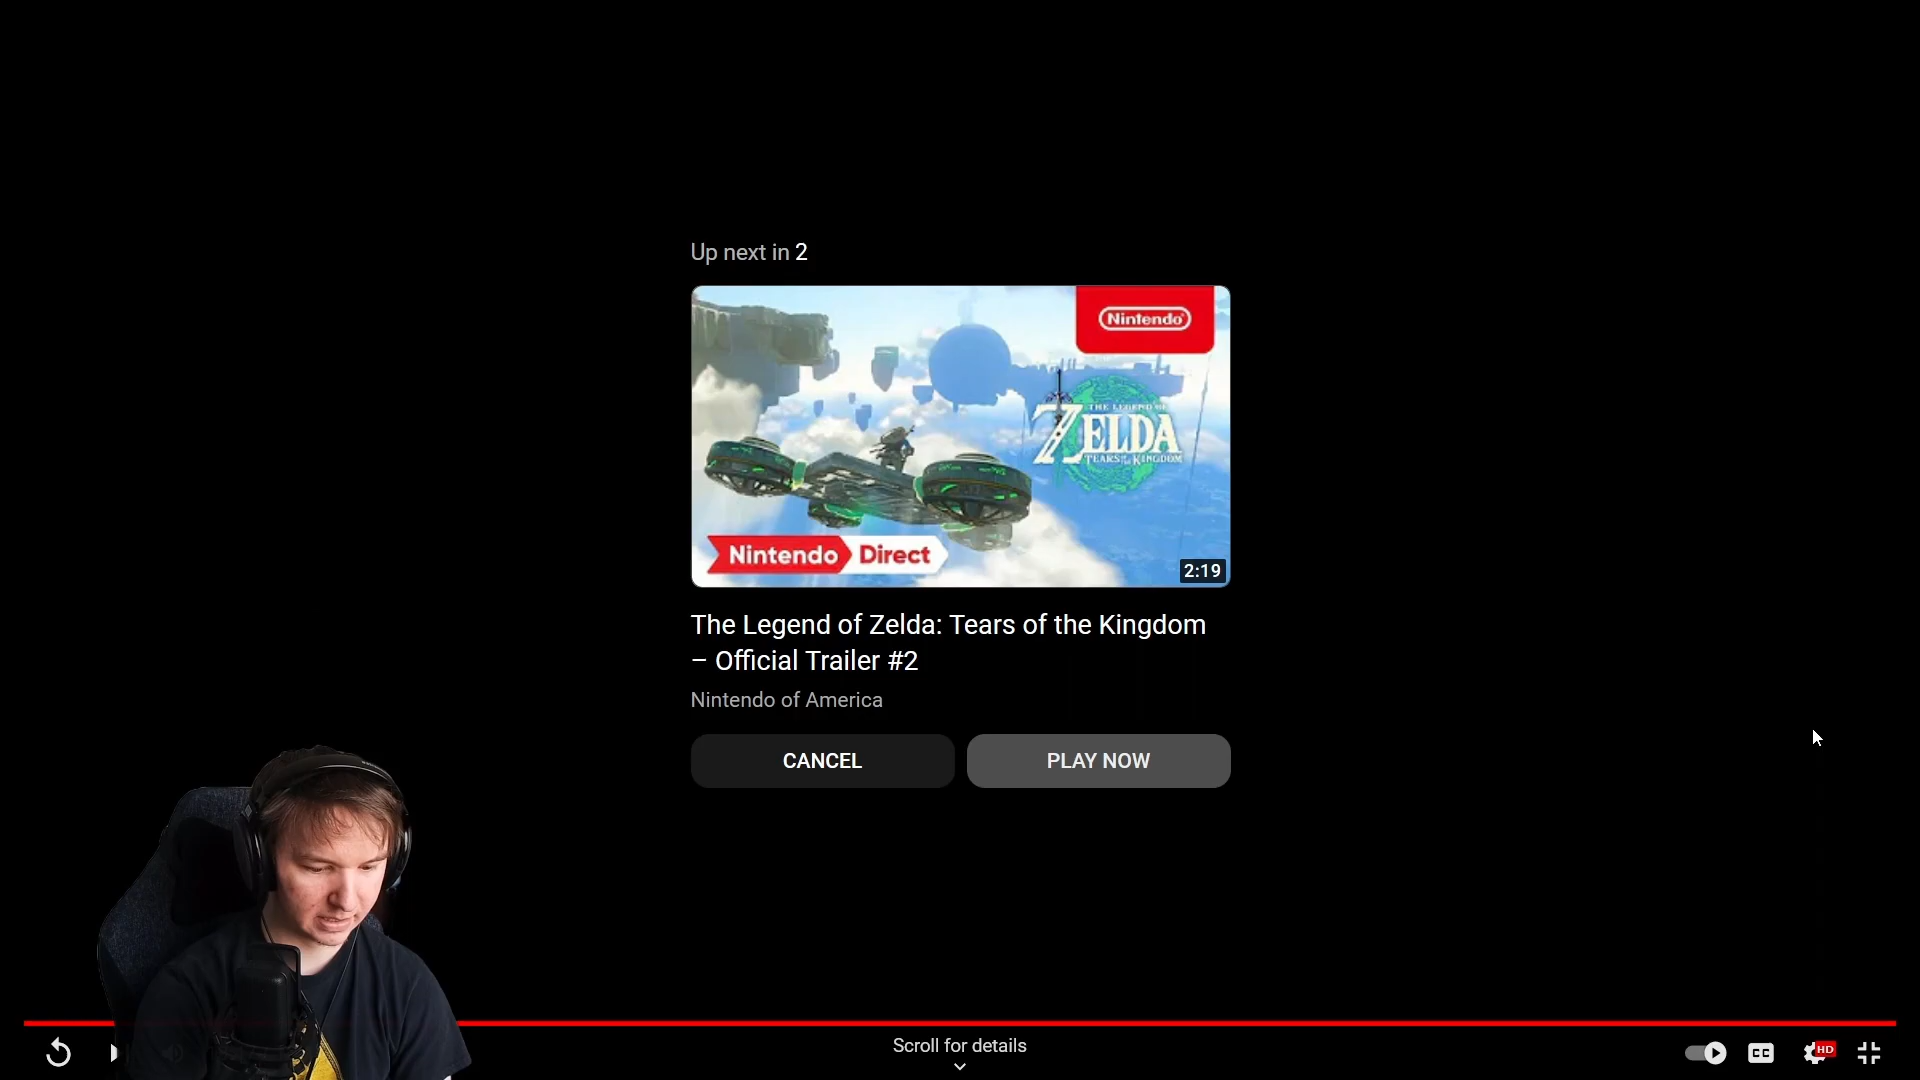 Up next in 2
Nintendo
THE LEGEND OF
ZELDA
TEARS OF THE KINGDOM
Nintendo Direct
2:19
The Legend of Zelda: Tears of the Kingdom
– Official Trailer #2
Nintendo of America
CANCEL
PLAY NOW
Scroll for details
CC
HD